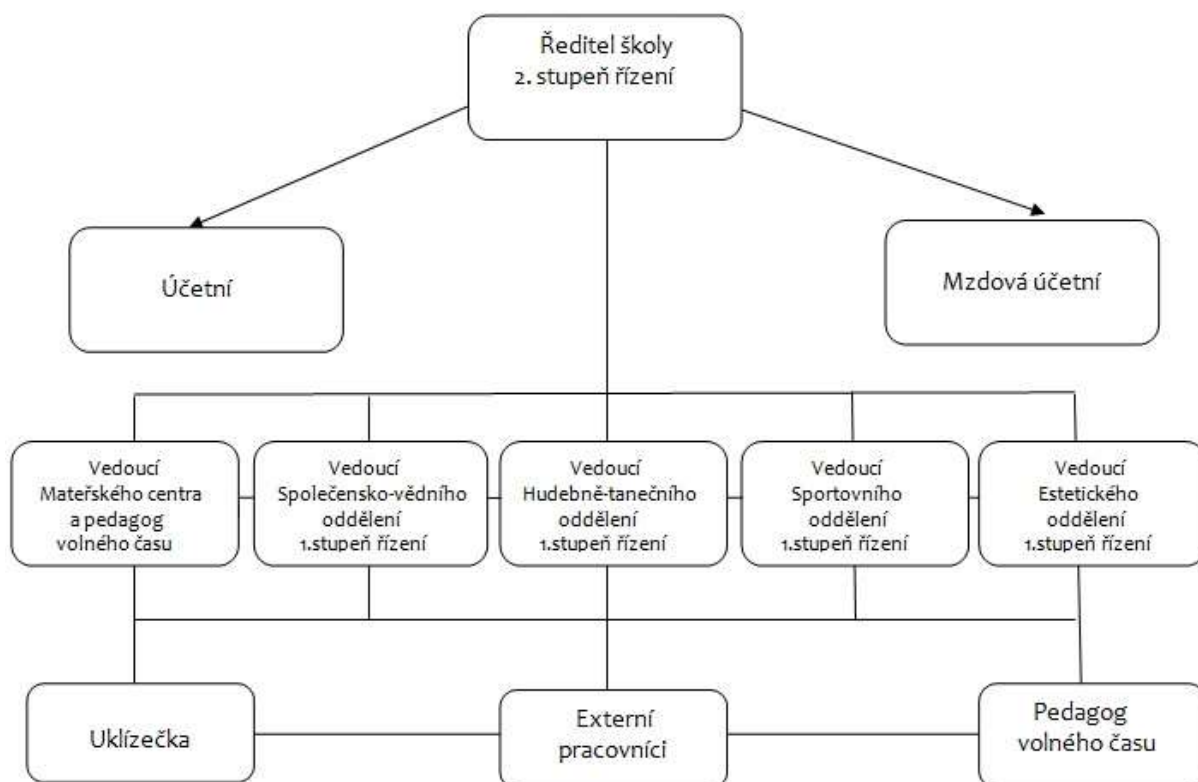 Ředitel školy
2. stupeň řízení
Účetní
Mzdová účetní
Vedoucí
Mateřského centra
a pedagog
volného času
Vedoucí
Společensko-vědního
oddělení
1.stupeň řízení
Vedoucí
Hudebně-tanečního
oddělení
1.stupeň řízení
Vedoucí
Sportovního
oddělení
1.stupeň řízení
Vedoucí
Estetického
oddělení
1.stupeň řízení
Uklízečka
Externí
pracovníci
Pedagog
volného času